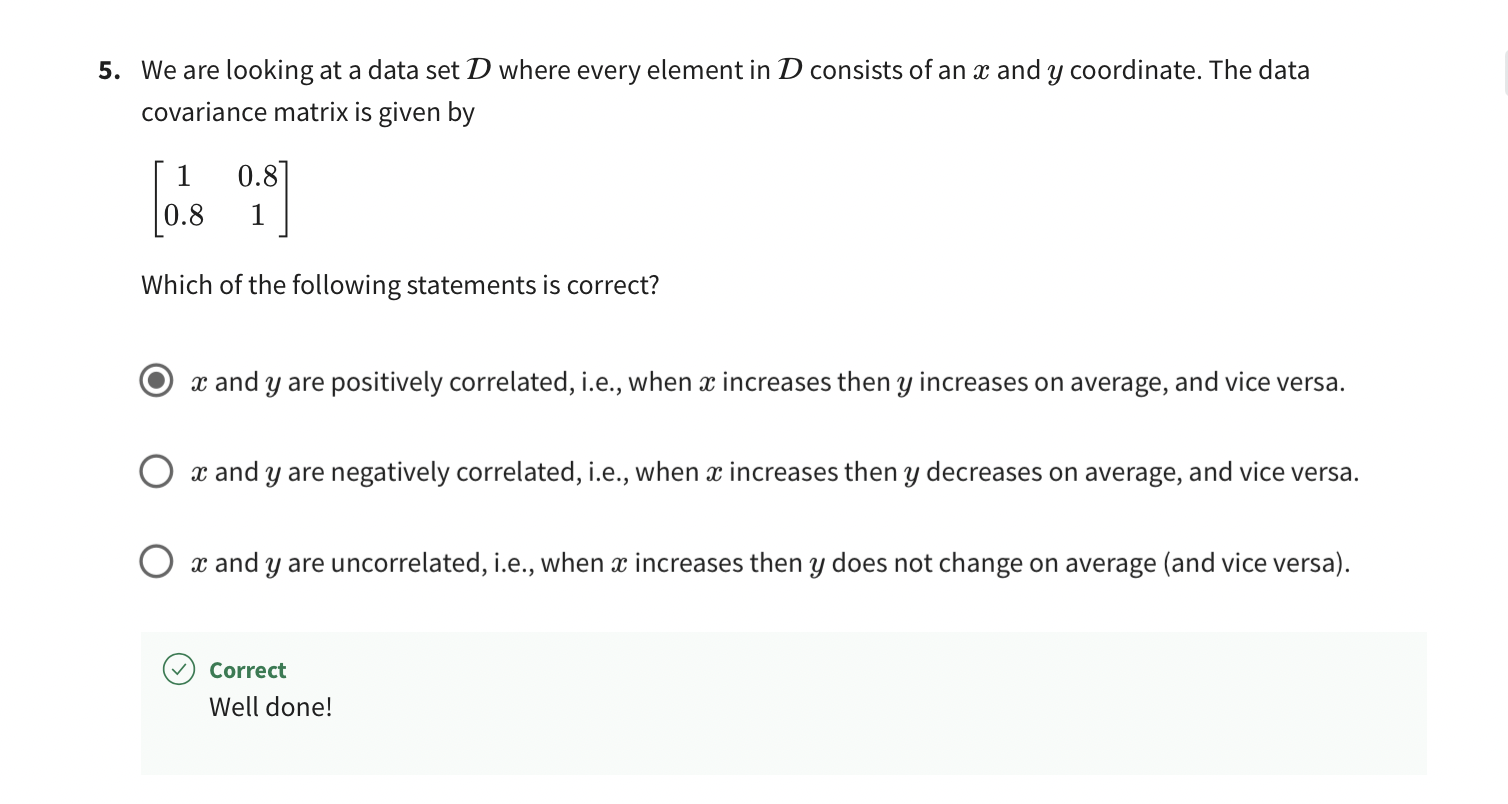 5. We are looking at a data set 𝒟 where every element in 𝒟 consists of an x and y coordinate. The data
covariance matrix is given by
[1 0.8]
[0.8 1]
Which of the following statements is correct?
x and y are positively correlated, i.e., when x increases then y increases on average, and vice versa.
x and y are negatively correlated, i.e., when x increases then y decreases on average, and vice versa.
x and y are uncorrelated, i.e., when x increases then y does not change on average (and vice versa).
Correct
Well done!